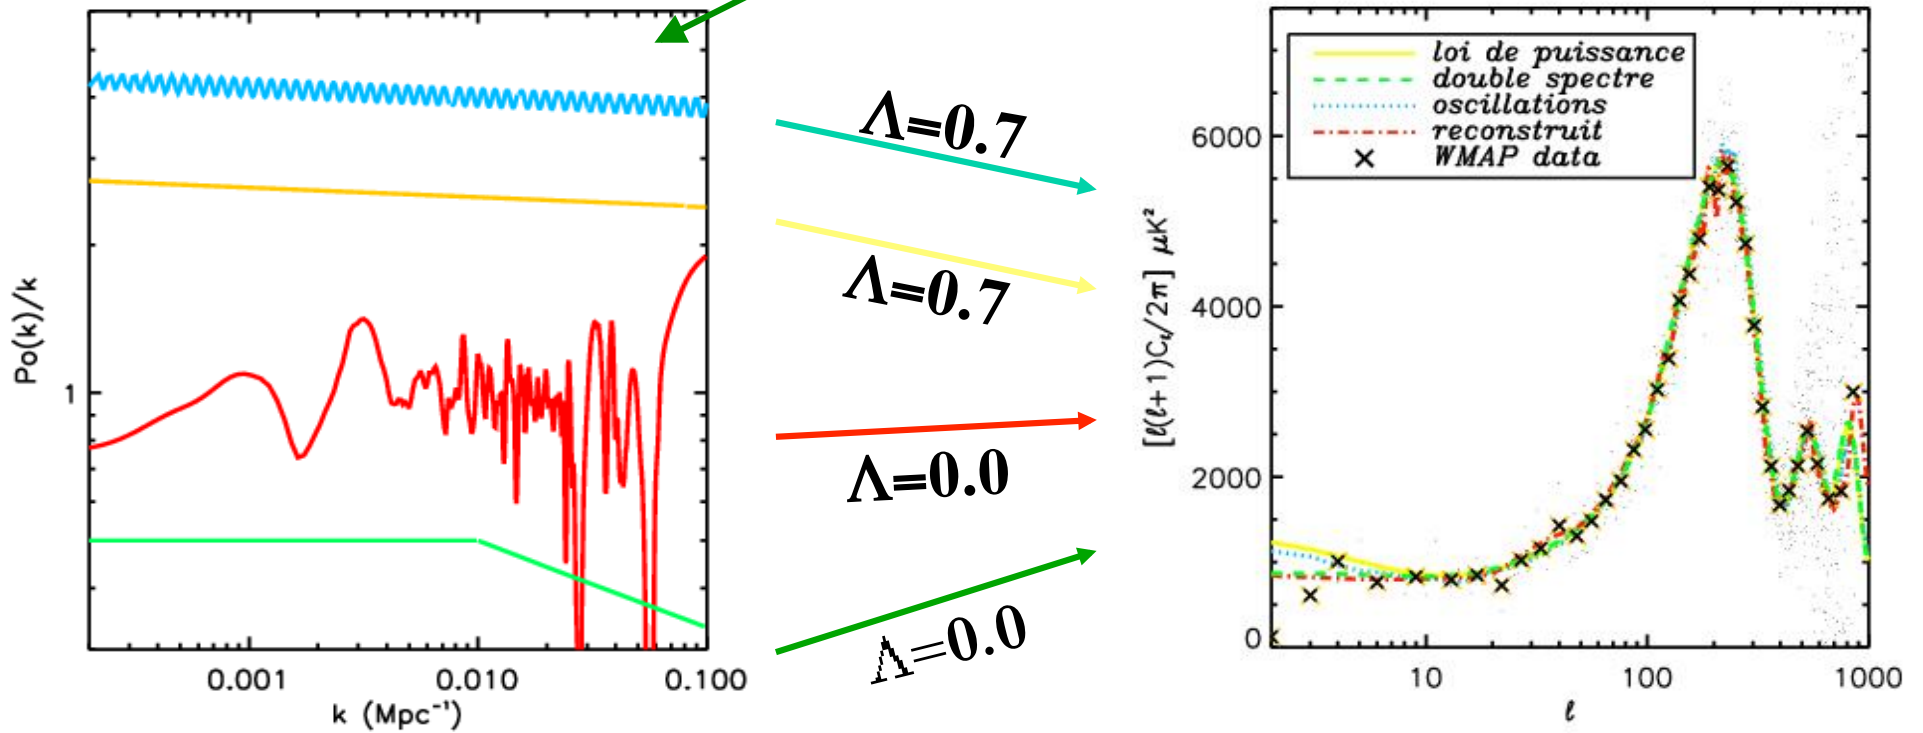 Po(k)/k
1
0.001
0.010
0.100
k (Mpc⁻¹)
Λ=0.7
Λ=0.7
Λ=0.0
Λ=0.0
[ℓ(ℓ+1)Cℓ/2π] μK²
6000
4000
2000
0
loi de puissance
double spectre
oscillations
reconstruit
WMAP data
10
100
1000
ℓ